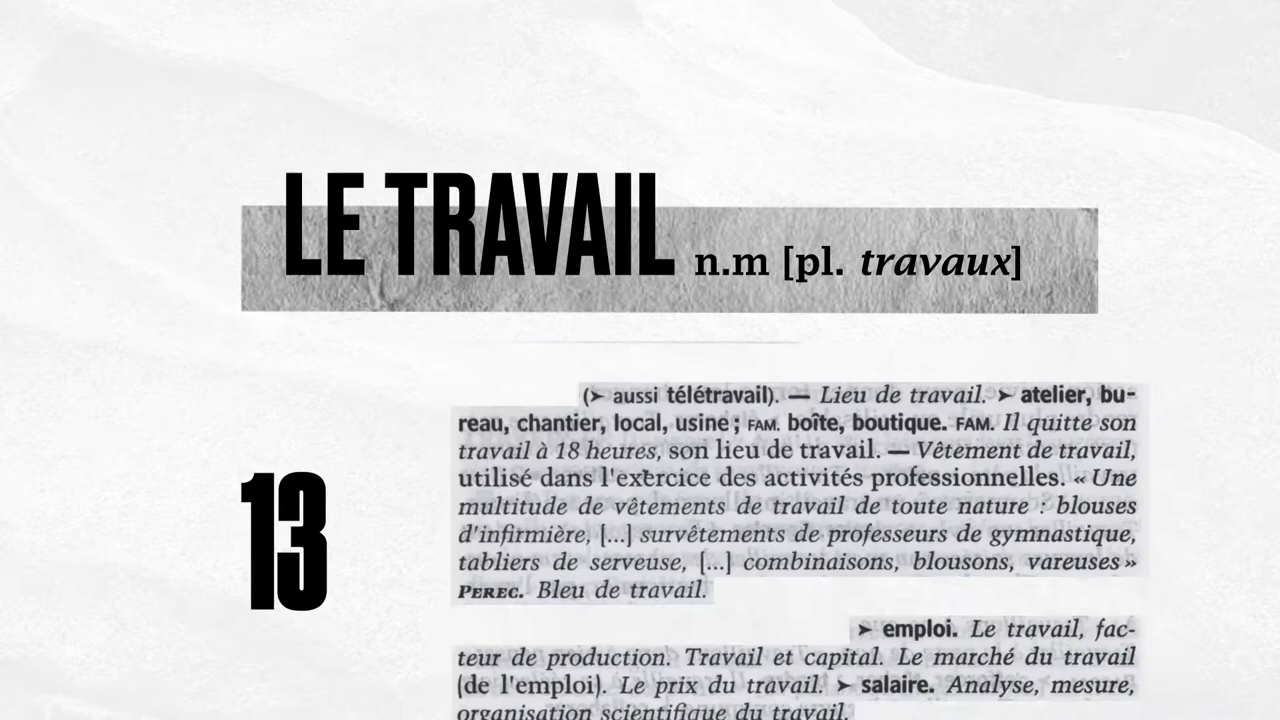 LE TRAVAIL n.m [pl. travaux]
(➤ aussi télétravail). — Lieu de travail. ➤ atelier, bu-
reau, chantier, local, usine ; FAM. boîte, boutique. FAM. Il quitte son
travail à 18 heures, son lieu de travail. — Vêtement de travail,
utilisé dans l'exercice des activités professionnelles. « Une
multitude de vêtements de travail de toute nature : blouses
d'infirmière, [...] survêtements de professeurs de gymnastique,
tabliers de serveuse, [...] combinaisons, blousons, vareuses »
PEREC. Bleu de travail.
13
➤ emploi. Le travail, fac-
teur de production. Travail et capital. Le marché du travail
(de l'emploi). Le prix du travail. ➤ salaire. Analyse, mesure,
organisation scientifique du travail.